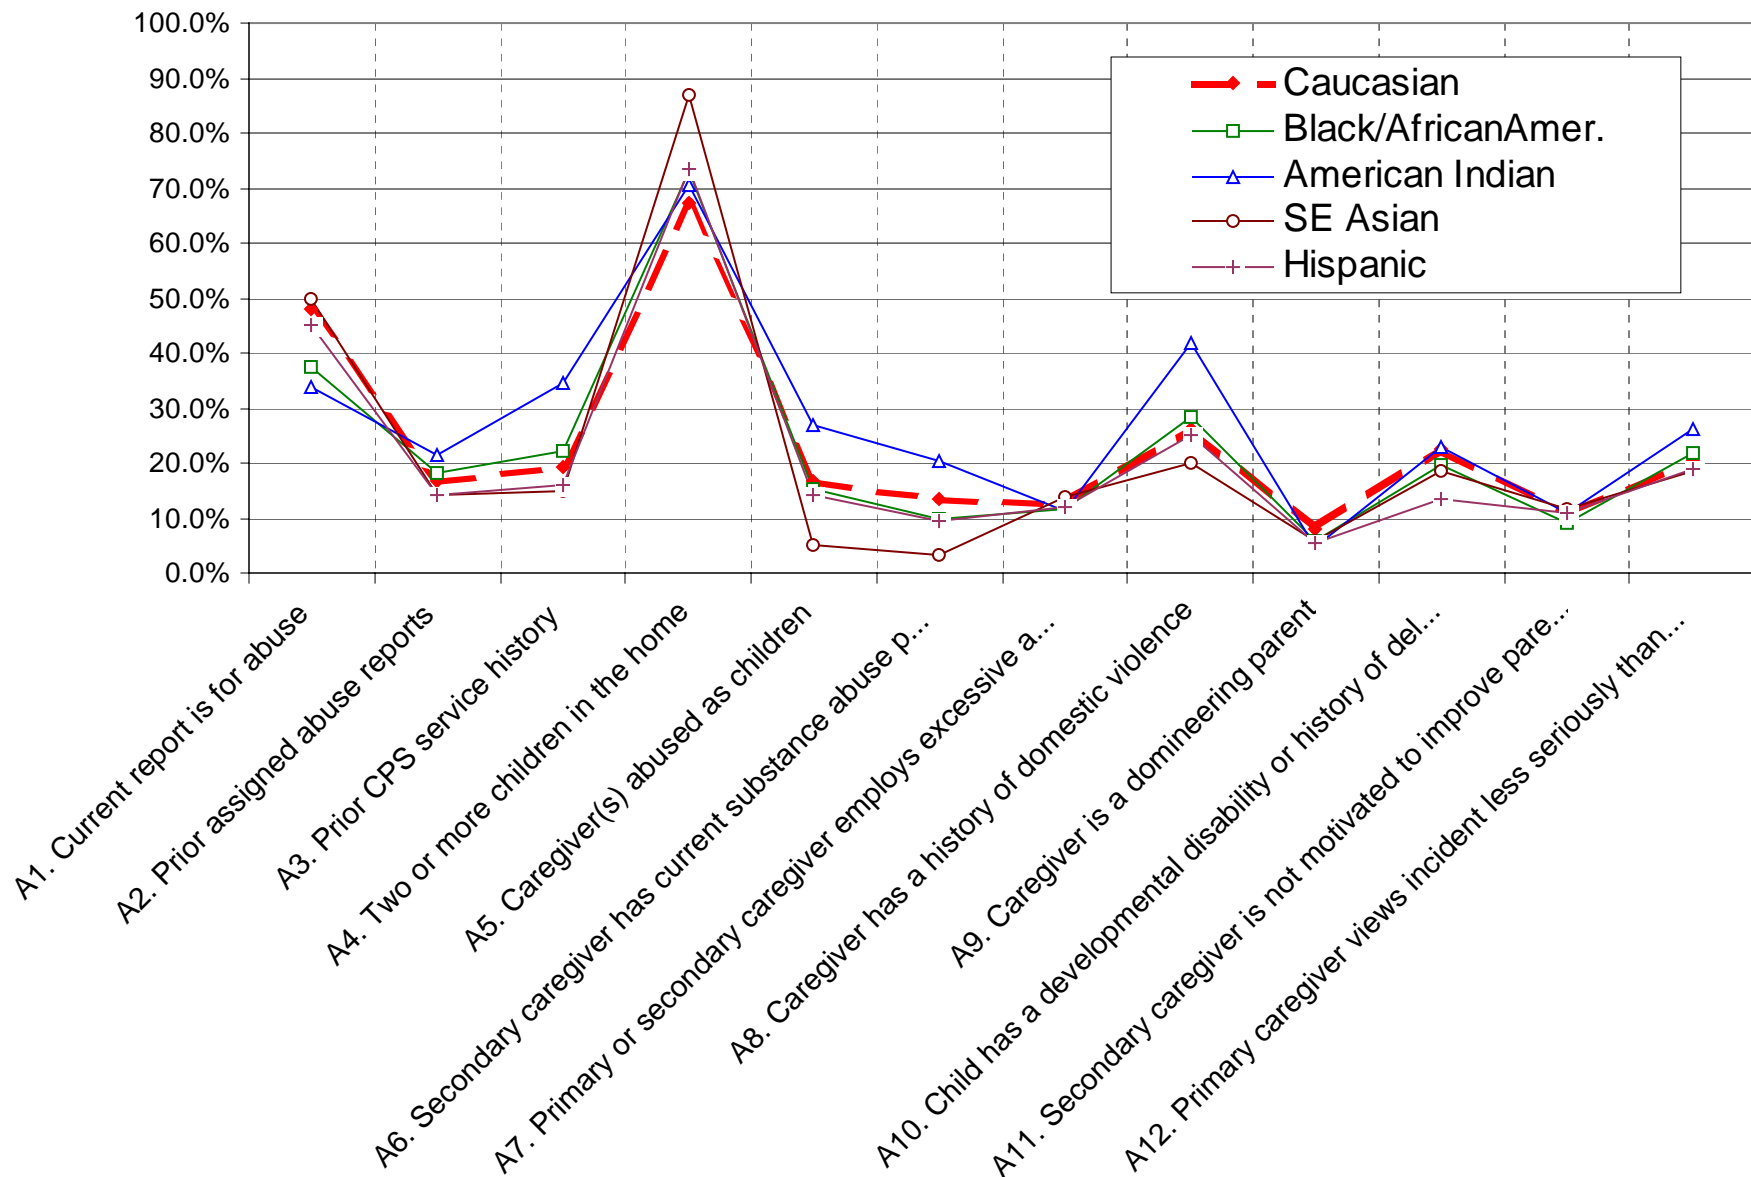 100.0%
90.0%
80.0%
70.0%
60.0%
50.0%
40.0%
30.0%
20.0%
10.0%
0.0%
Caucasian
Black/AfricanAmer.
American Indian
SE Asian
Hispanic
A1. Current report is for abuse
A2. Prior assigned abuse reports
A3. Prior CPS service history
A4. Two or more children in the home
A5. Caregiver(s) abused as children
A6. Secondary caregiver has current substance abuse p...
A7. Primary or secondary caregiver employs excessive a...
A8. Caregiver has a history of domestic violence
A9. Caregiver is a domineering parent
A10. Child has a developmental disability or history of del...
A11. Secondary caregiver is not motivated to improve pare...
A12. Primary caregiver views incident less seriously than...